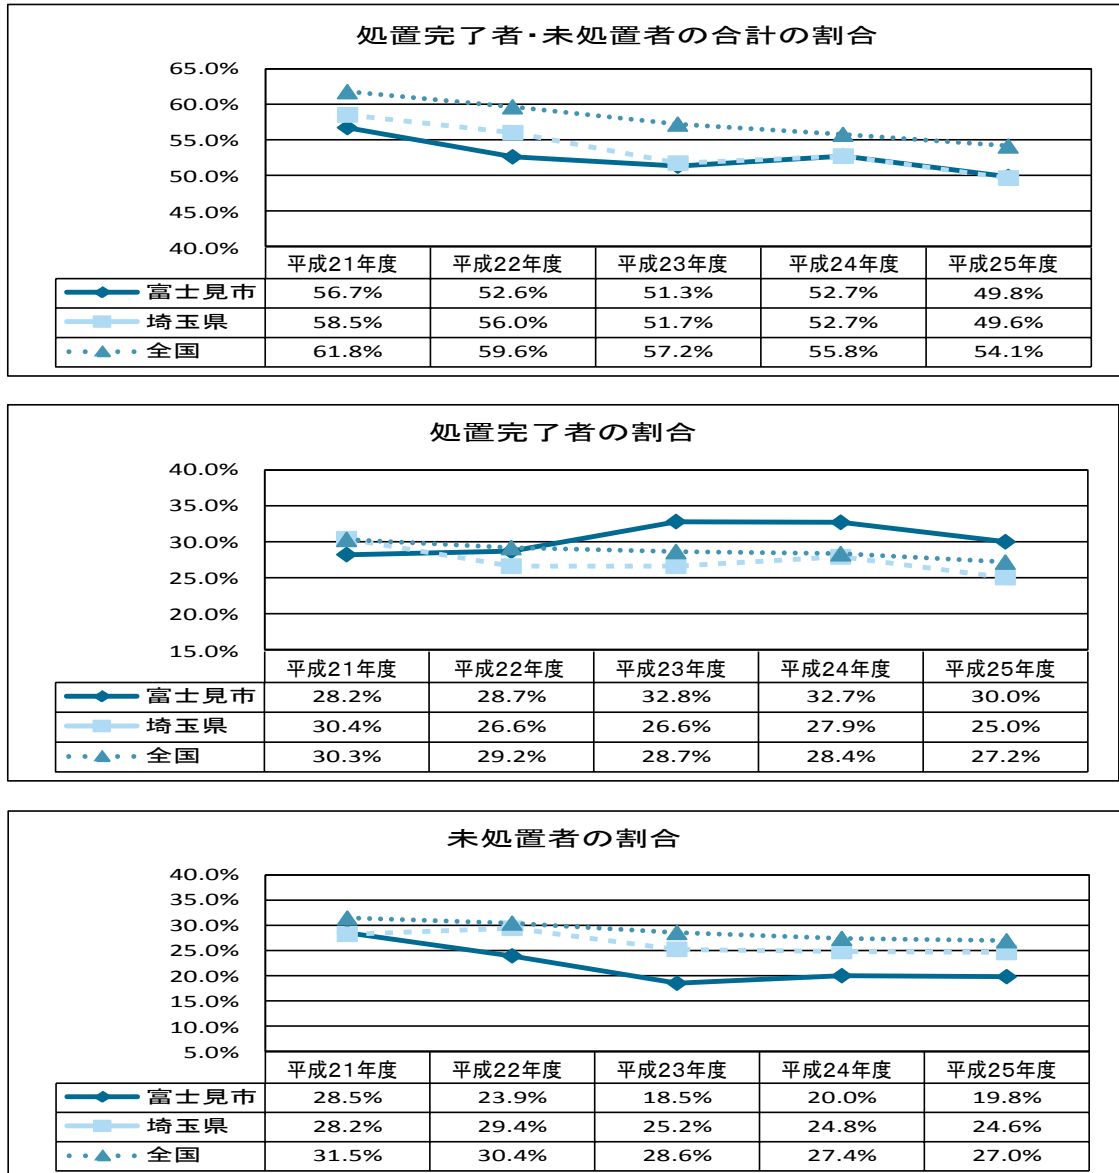 処置完了者・未処置者の合計の割合
65.0%
60.0%
55.0%
50.0%
45.0%
40.0%
平成21年度 平成22年度 平成23年度 平成24年度 平成25年度
富士見市 56.7% 52.6% 51.3% 52.7% 49.8%
埼玉県 58.5% 56.0% 51.7% 52.7% 49.6%
全国 61.8% 59.6% 57.2% 55.8% 54.1%
処置完了者の割合
40.0%
35.0%
30.0%
25.0%
20.0%
15.0%
平成21年度 平成22年度 平成23年度 平成24年度 平成25年度
富士見市 28.2% 28.7% 32.8% 32.7% 30.0%
埼玉県 30.4% 26.6% 26.6% 27.9% 25.0%
全国 30.3% 29.2% 28.7% 28.4% 27.2%
未処置者の割合
40.0%
35.0%
30.0%
25.0%
20.0%
15.0%
10.0%
5.0%
平成21年度 平成22年度 平成23年度 平成24年度 平成25年度
富士見市 28.5% 23.9% 18.5% 20.0% 19.8%
埼玉県 28.2% 29.4% 25.2% 24.8% 24.6%
全国 31.5% 30.4% 28.6% 27.4% 27.0%